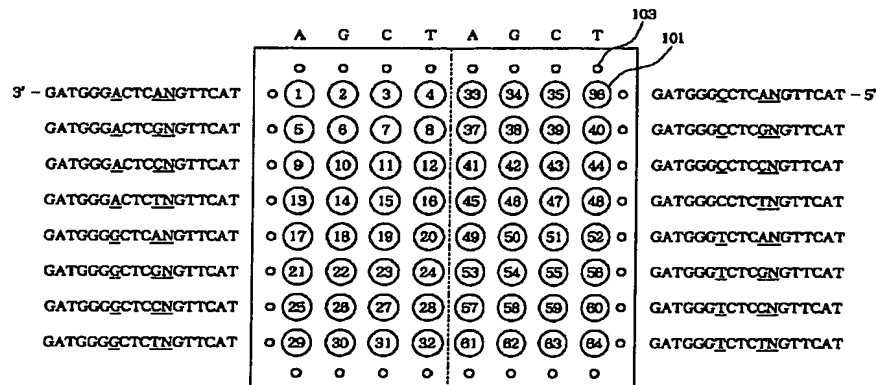 103
101
A G C T A G C T
3' - GATGGGACTCANGTTCAT 1 2 3 4 33 34 35 36 GATGGGCCTCANGTTCAT - 5'
GATGGGACTCGNGTTCAT 5 6 7 8 37 38 39 40 GATGGGCCTCGNGTTCAT
GATGGGACTCCNGTTCAT 9 10 11 12 41 42 43 44 GATGGGCCTCCNGTTCAT
GATGGGACTCTNGTTCAT 13 14 15 16 45 46 47 48 GATGGGCCTCTNGTTCAT
GATGGGGCTCANGTTCAT 17 18 19 20 49 50 51 52 GATGGGTCTCANGTTCAT
GATGGGGCTCGNGTTCAT 21 22 23 24 53 54 55 56 GATGGGTCTCGNGTTCAT
GATGGGGCTCCNGTTCAT 25 26 27 28 57 58 59 60 GATGGGTCTCCNGTTCAT
GATGGGGCTCTNGTTCAT 29 30 31 32 61 62 63 64 GATGGGTCTCTNGTTCAT